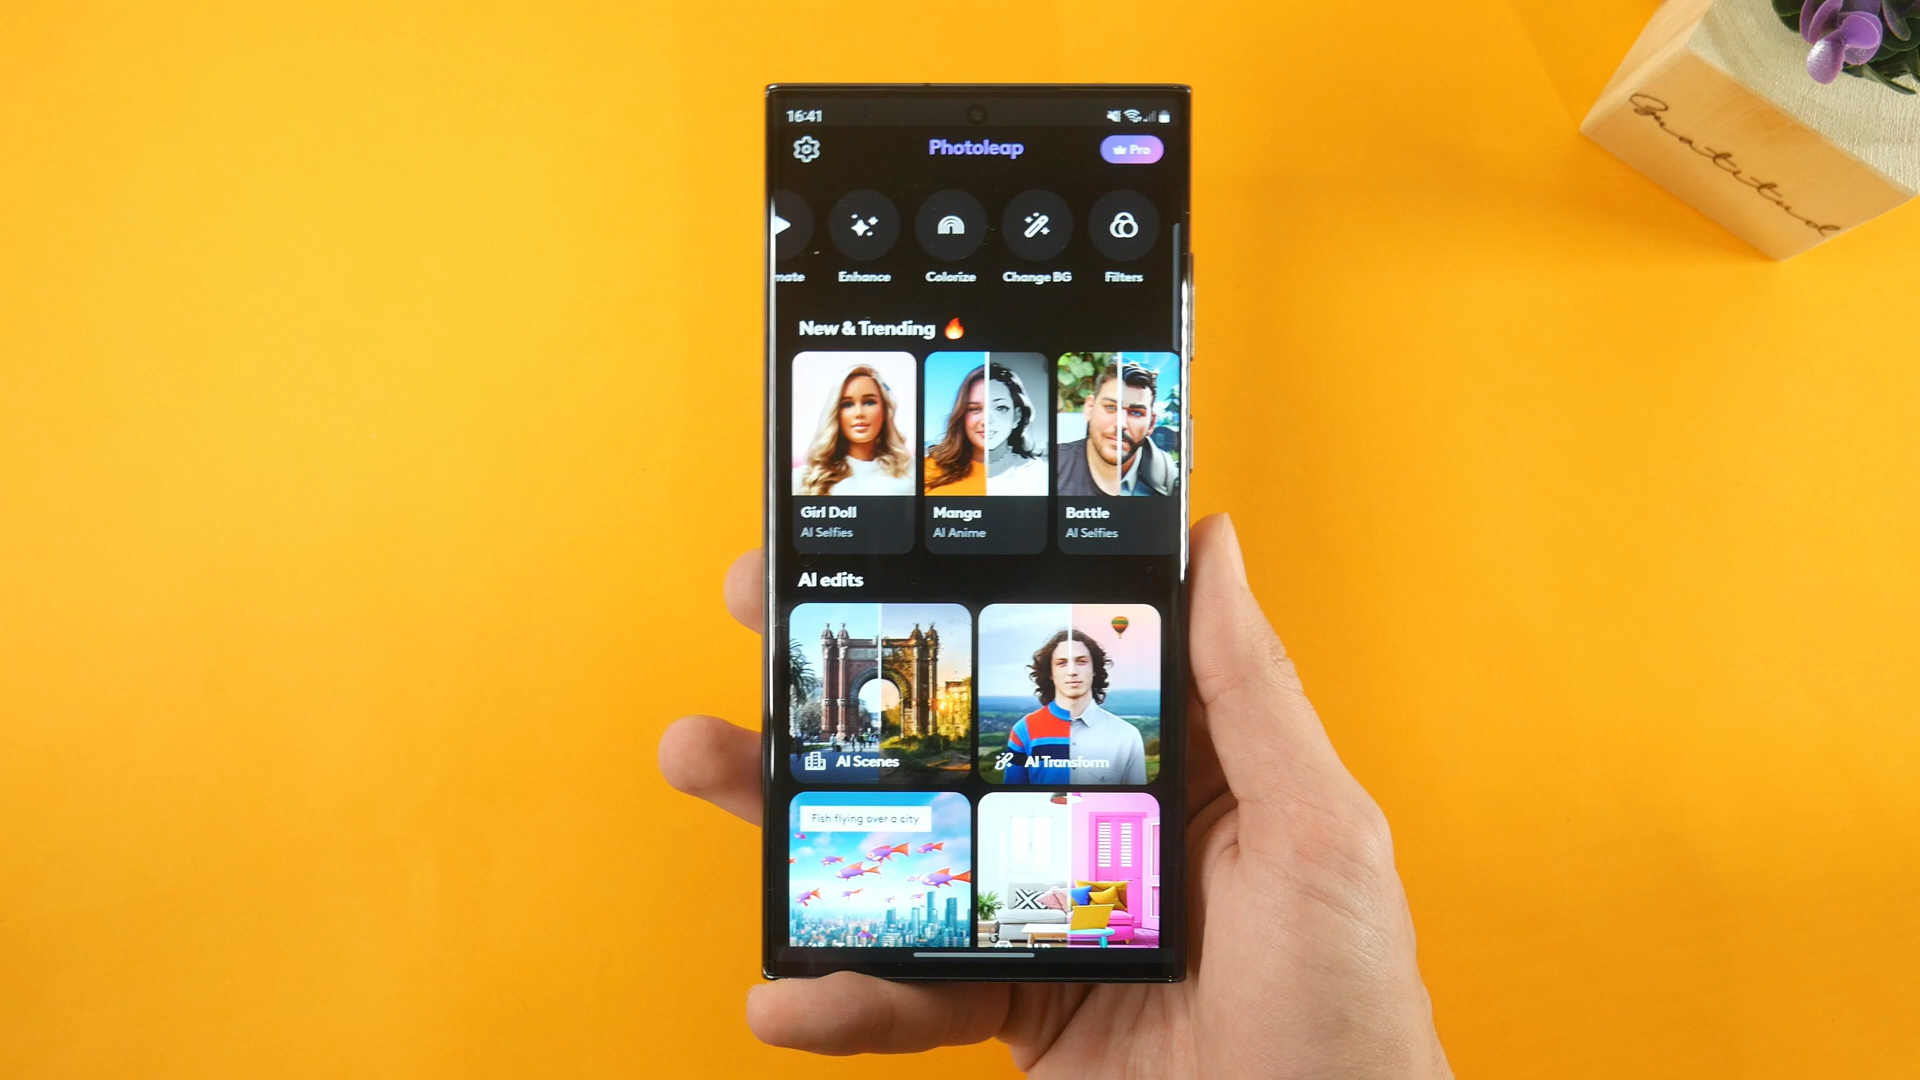 16:41
Photoleap
Pro
mate
Enhance
Colorize
Change BG
Filters
New & Trending
Girl Doll
AI Selfies
Manga
AI Anime
Battle
AI Selfies
AI edits
AI Scenes
AI Transform
Fish flying over a city
Gratitud